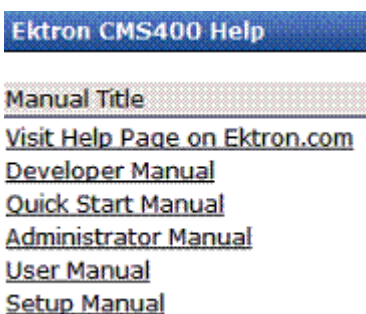 Ektron CMS400 Help
Manual Title
Visit Help Page on Ektron.com
Developer Manual
Quick Start Manual
Administrator Manual
User Manual
Setup Manual